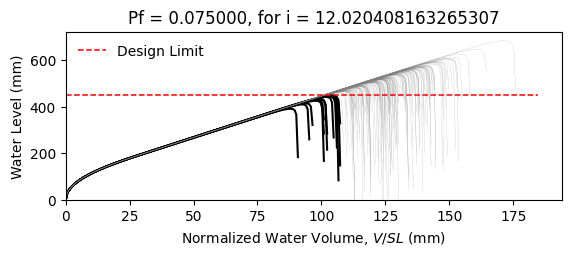 Pf = 0.075000, for i = 12.020408163265307
Design Limit
Water Level (mm)
600
400
200
0
0 25 50 75 100 125 150 175
Normalized Water Volume, V/SL (mm)